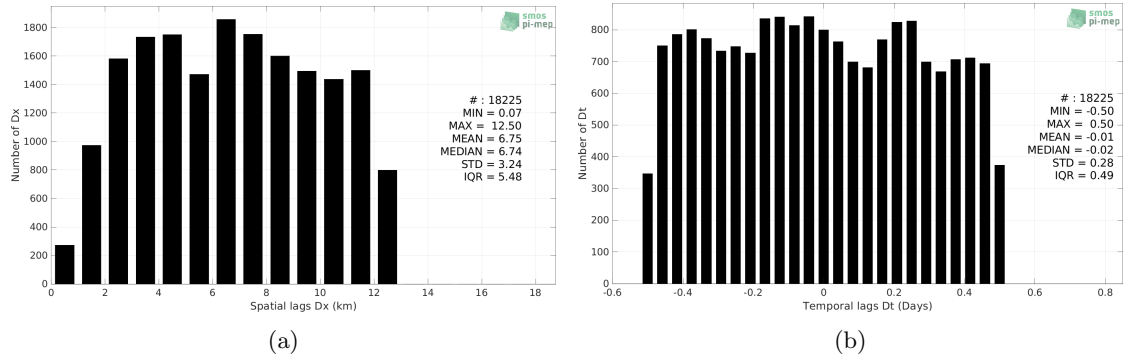 smos
pi-mep
1800
1600
1400
1200
1000
800
600
400
200
0
Number of Dx
# : 18225
MIN = 0.07
MAX = 12.50
MEAN = 6.75
MEDIAN = 6.74
STD = 3.24
IQR = 5.48
0 2 4 6 8 10 12 14 16 18
Spatial lags Dx (km)
(a)
smos
pi-mep
800
700
600
500
400
300
200
100
0
Number of Dt
# : 18225
MIN = -0.50
MAX = 0.50
MEAN = -0.01
MEDIAN = -0.02
STD = 0.28
IQR = 0.49
-0.6 -0.4 -0.2 0 0.2 0.4 0.6 0.8
Temporal lags Dt (Days)
(b)